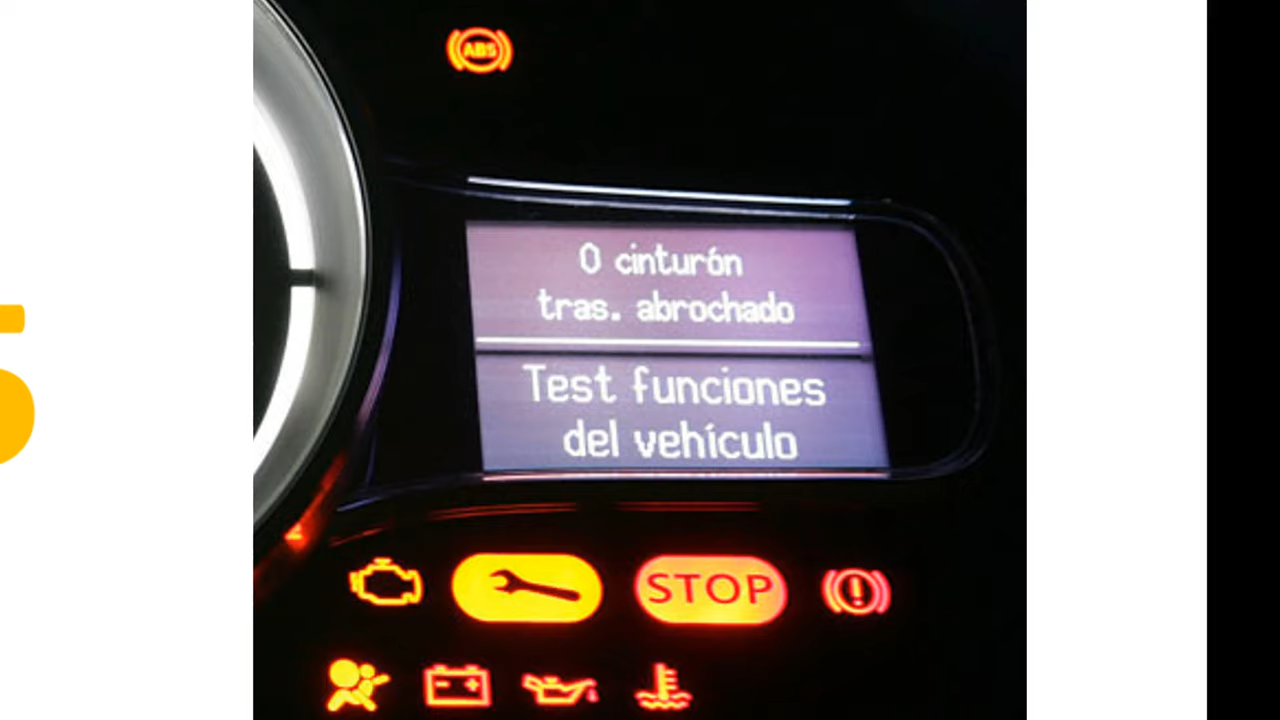 ABS
0 cinturón
tras. abrochado
Test funciones
del vehículo
STOP